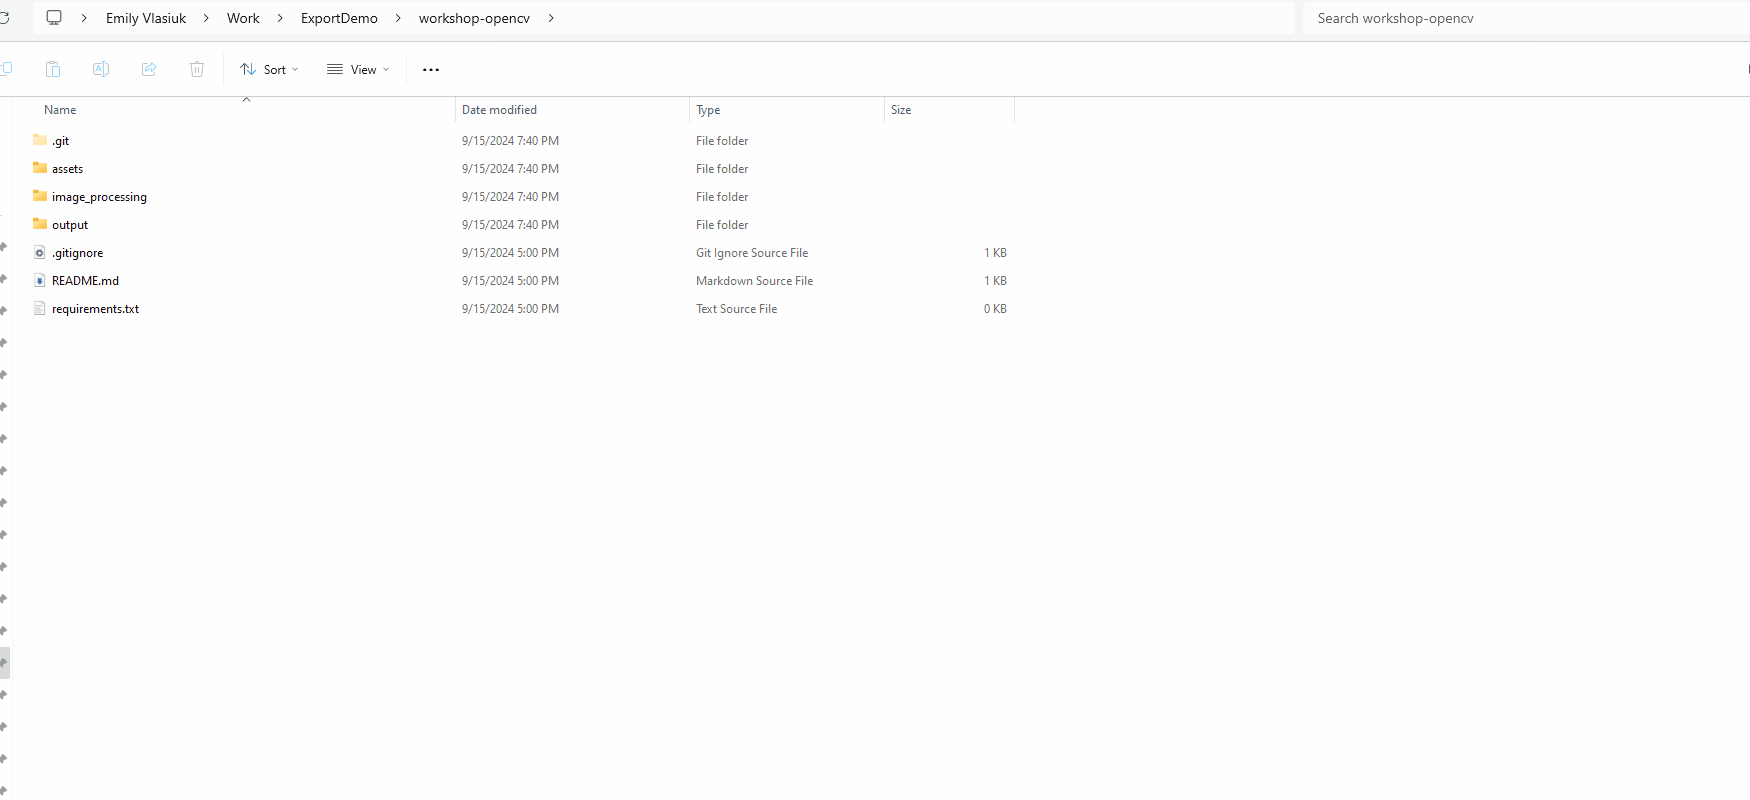 Emily Vlasiuk > Work > ExportDemo > workshop-opencv >
Search workshop-opencv
Sort View ...
Name Date modified Type Size
.git 9/15/2024 7:40 PM File folder
assets 9/15/2024 7:40 PM File folder
image_processing 9/15/2024 7:40 PM File folder
output 9/15/2024 7:40 PM File folder
.gitignore 9/15/2024 5:00 PM Git Ignore Source File 1 KB
README.md 9/15/2024 5:00 PM Markdown Source File 1 KB
requirements.txt 9/15/2024 5:00 PM Text Source File 0 KB